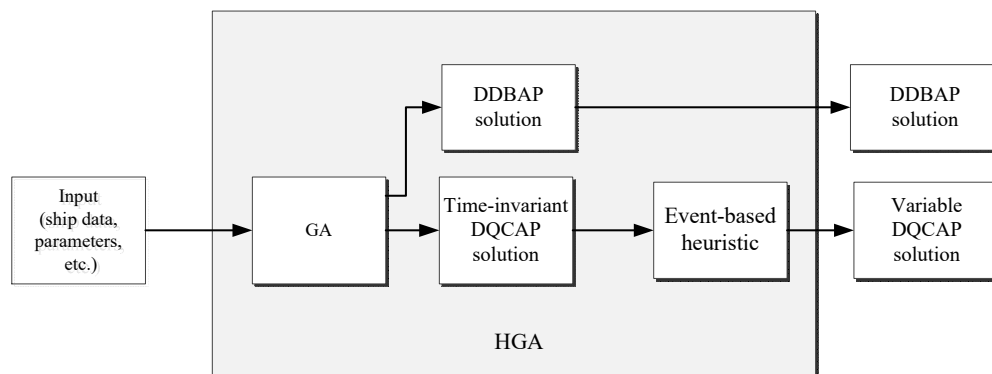 DDBAP
solution
DDBAP
solution
Input
(ship data,
parameters,
etc.)
GA
Time-invariant
DQCAP
solution
Event-based
heuristic
Variable
DQCAP
solution
HGA